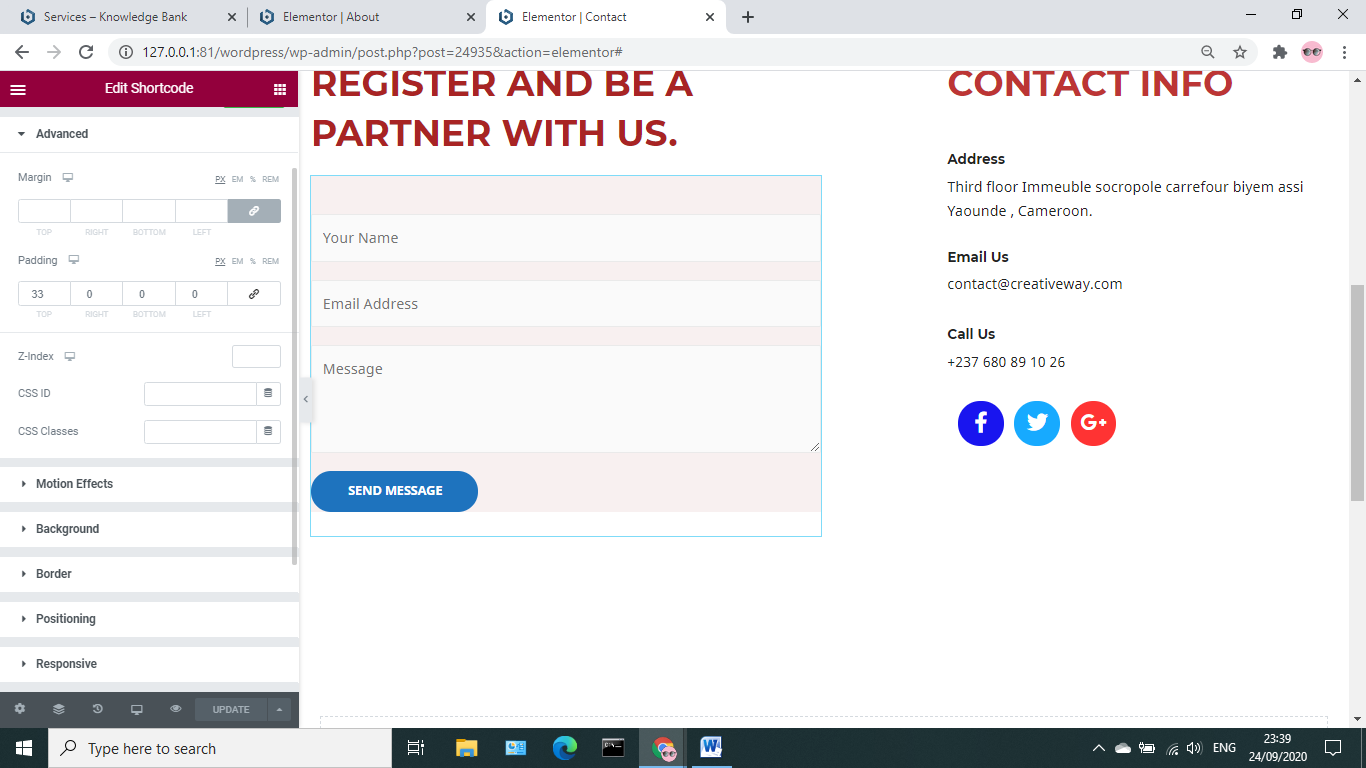 Services – Knowledge Bank
Elementor | About
Elementor | Contact
127.0.0.1:81/wordpress/wp-admin/post.php?post=24935&action=elementor#
Edit Shortcode
Advanced
Margin
PX EM % REM
TOP RIGHT BOTTOM LEFT
Padding
PX EM % REM
33 0 0 0
TOP RIGHT BOTTOM LEFT
Z-Index
CSS ID
CSS Classes
Motion Effects
Background
Border
Positioning
Responsive
UPDATE
REGISTER AND BE A
PARTNER WITH US.
Your Name
Email Address
Message
SEND MESSAGE
CONTACT INFO
Address
Third floor Immeuble socropole carrefour biyem assi
Yaounde , Cameroon.
Email Us
contact@creativeway.com
Call Us
+237 680 89 10 26
f
G+
Type here to search
W
ENG
23:39
24/09/2020